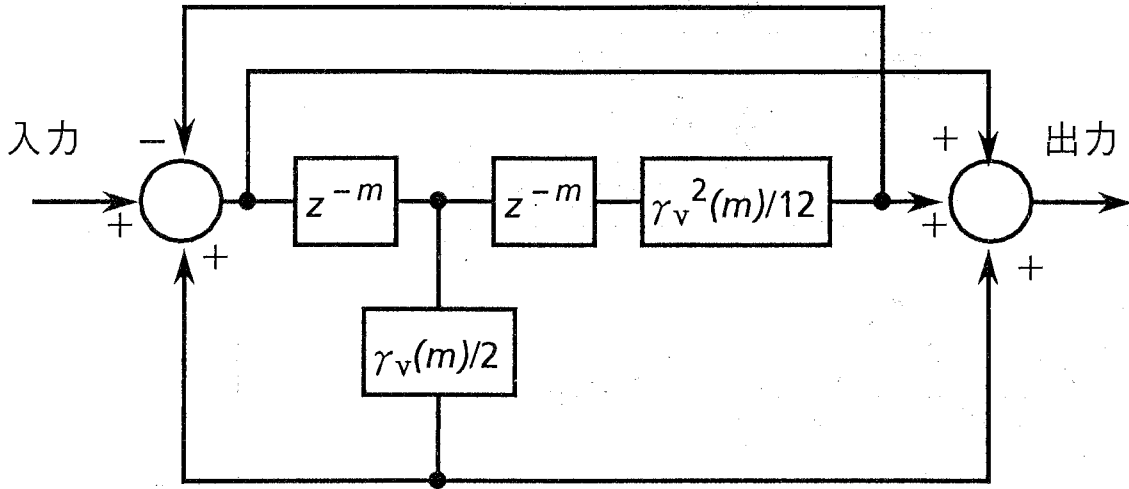 入力
出力
−
+
+
+
+
+
z^{−m}
z^{−m}
γ_v^2(m)/12
γ_v(m)/2